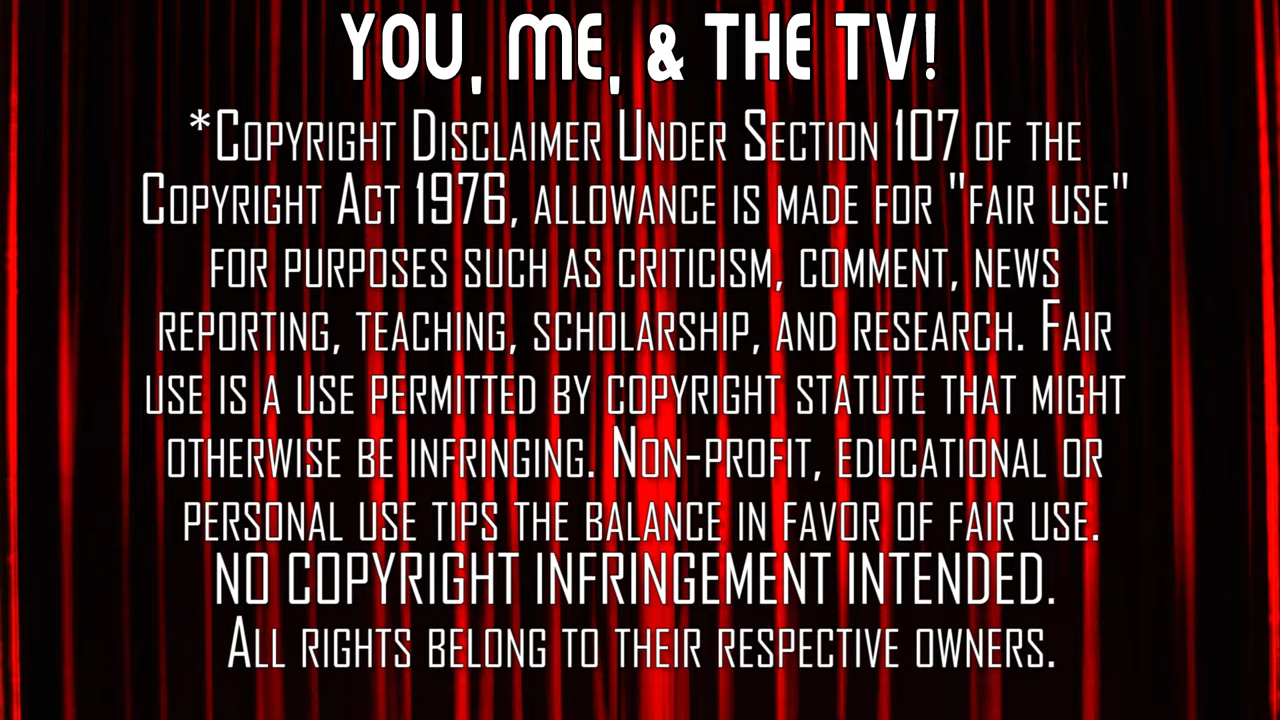 YOU, ME, & THE TV!
*COPYRIGHT DISCLAIMER UNDER SECTION 107 OF THE
COPYRIGHT ACT 1976, ALLOWANCE IS MADE FOR "FAIR USE"
FOR PURPOSES SUCH AS CRITICISM, COMMENT, NEWS
REPORTING, TEACHING, SCHOLARSHIP, AND RESEARCH. FAIR
USE IS A USE PERMITTED BY COPYRIGHT STATUTE THAT MIGHT
OTHERWISE BE INFRINGING. NON-PROFIT, EDUCATIONAL OR
PERSONAL USE TIPS THE BALANCE IN FAVOR OF FAIR USE.
NO COPYRIGHT INFRINGEMENT INTENDED.
ALL RIGHTS BELONG TO THEIR RESPECTIVE OWNERS.